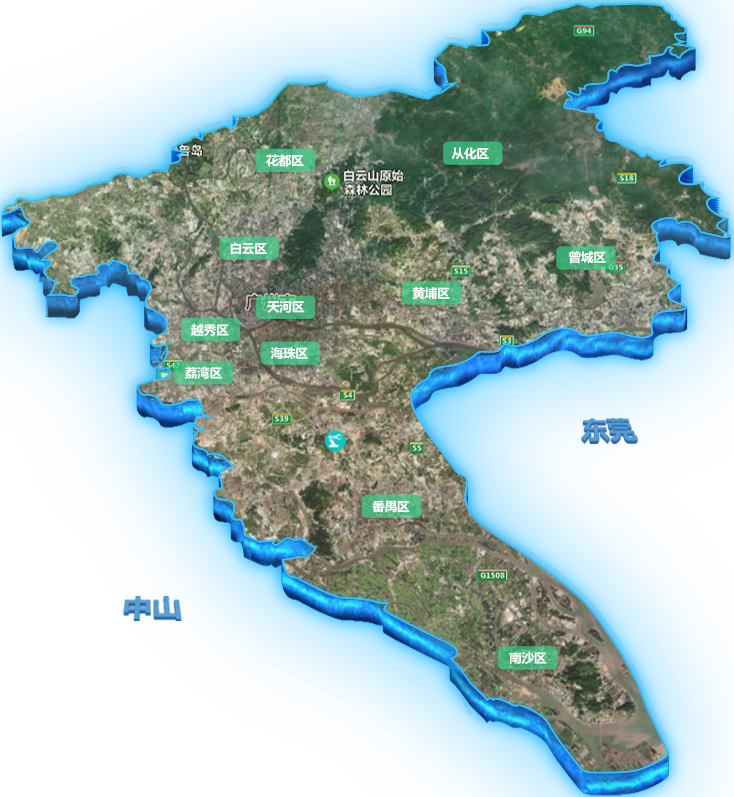 G94
鲁岛
花都区
从化区
白云山原始
森林公园
S18
白云区
曾城区
S15
黄埔区
天河区
越秀区
S3
海珠区
荔湾区
S4
S39
东莞
S5
番禺区
G1508
中山
南沙区